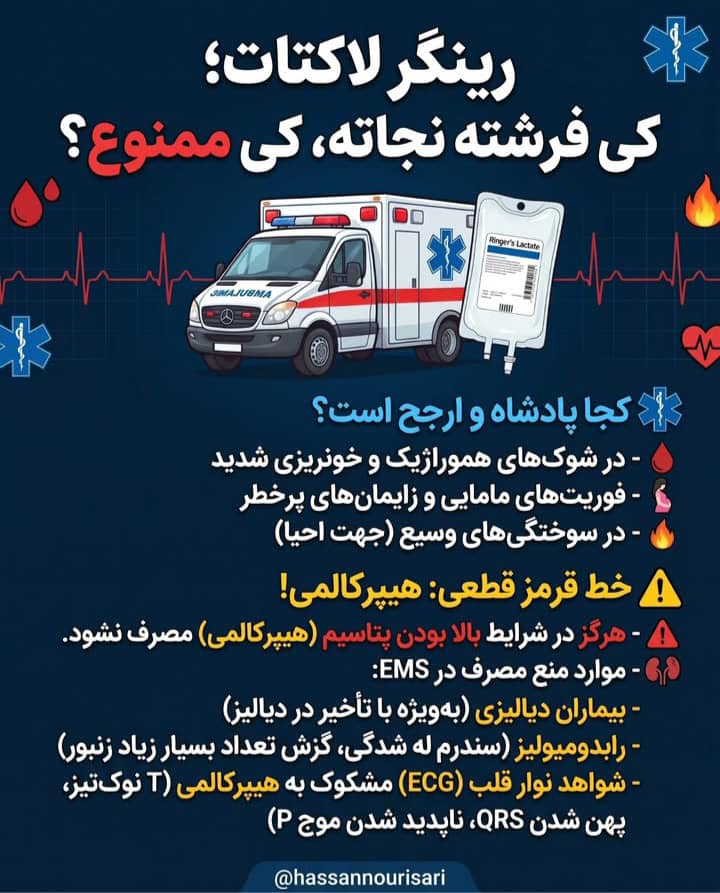 رینگر لاکتات؛
کی فرشته نجاته، کی ممنوع؟
Ringer's Lactate
کجا پادشاه و ارجح است؟
- در شوک‌های هموراژیک و خونریزی شدید
- فوریت‌های مامایی و زایمان‌های پرخطر
- در سوختگی‌های وسیع (جهت احیا)
خط قرمز قطعی: هیپرکالمی!
- هرگز در شرایط بالا بودن پتاسیم (هیپرکالمی) مصرف نشود.
- موارد منع مصرف در EMS:
- بیماران دیالیزی (به‌ویژه با تأخیر در دیالیز)
- رابدومیولیز (سندرم له شدگی، گزش تعداد بسیار زیاد زنبور)
- شواهد نوار قلب (ECG) مشکوک به هیپرکالمی (T نوک‌تیز،
پهن شدن QRS، ناپدید شدن موج P)
@hassannourisari